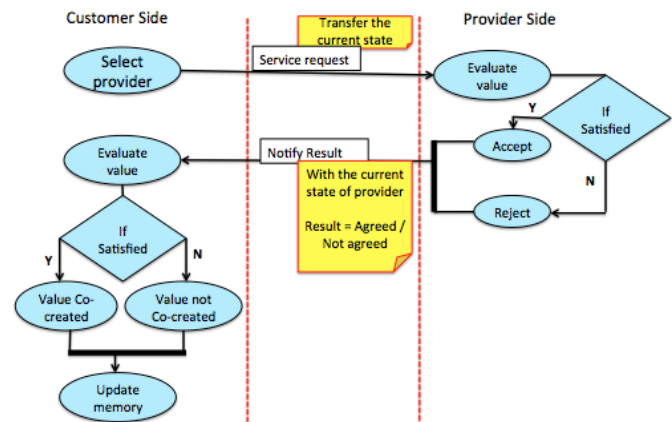 Customer Side
Provider Side
Transfer the
current state
Select
provider
Service request
Evaluate
value
If
Satisfied
Y
Accept
N
Reject
Notify Result
With the current
state of provider
Result = Agreed /
Not agreed
Evaluate
value
If
Satisfied
Y
N
Value Co-
created
Value not
Co-created
Update
memory